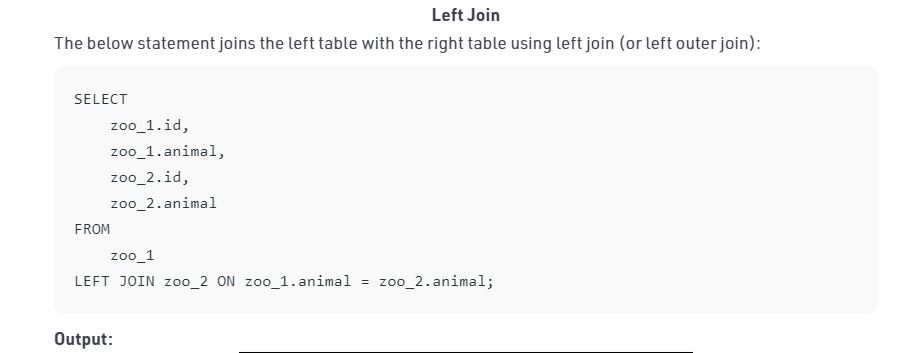 Left Join
The below statement joins the left table with the right table using left join (or left outer join):
SELECT
    zoo_1.id,
    zoo_1.animal,
    zoo_2.id,
    zoo_2.animal
FROM
    zoo_1
LEFT JOIN zoo_2 ON zoo_1.animal = zoo_2.animal;
Output: